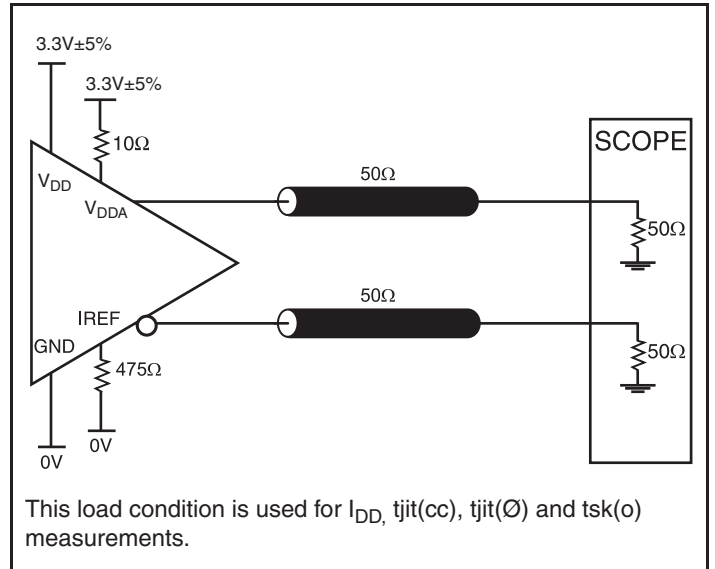 3.3V±5%
3.3V±5%
10Ω
SCOPE
VDD
VDDA
50Ω
50Ω
50Ω
IREF
GND
50Ω
475Ω
0V
0V
This load condition is used for IDD, tjit(cc), tjit(Ø) and tsk(o)
measurements.